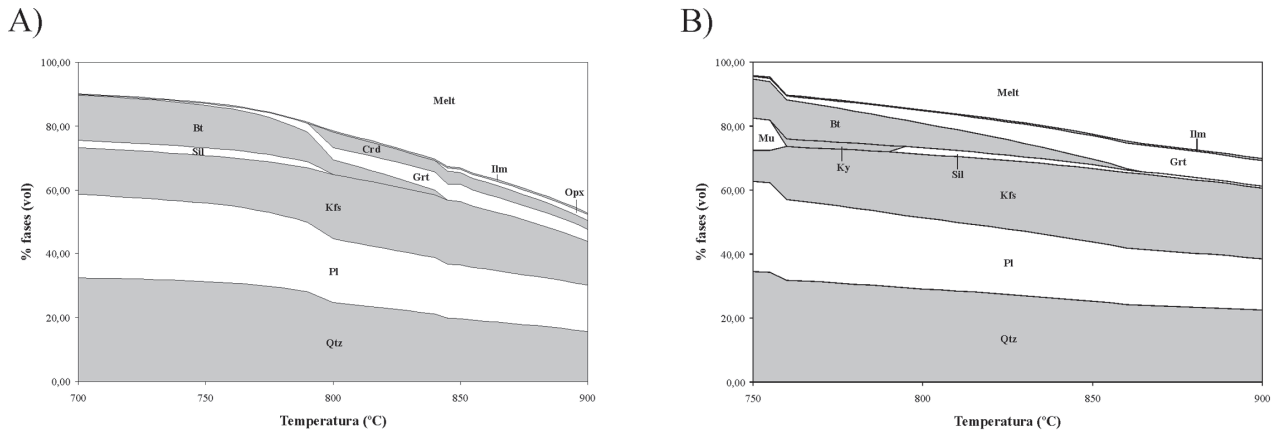 A)
B)
100,00
80,00
60,00
40,00
20,00
0,00
% fases (vol)
Melt
Bt
Sil
Crd
Ilm
Grt
Opx
Kfs
Pl
Qtz
700
750
800
850
900
Temperatura (°C)
100,00
80,00
60,00
40,00
20,00
0,00
% fases (vol)
Melt
Bt
Mu
Ilm
Grt
Ky
Sil
Kfs
Pl
Qtz
750
800
850
900
Temperatura (°C)